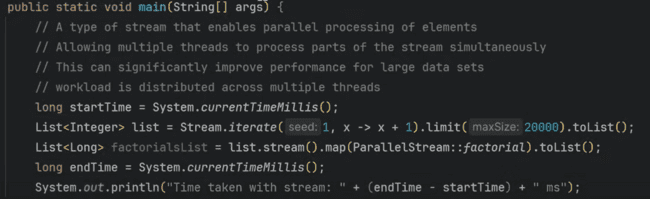 public static void main(String[] args) {
// A type of stream that enables parallel processing of elements
// Allowing multiple threads to process parts of the stream simultaneously
// This can significantly improve performance for large data sets
// workload is distributed across multiple threads
long startTime = System.currentTimeMillis();
List<Integer> list = Stream.iterate( seed: 1, x -> x + 1).limit( maxSize: 20000).toList();
List<Long> factorialsList = list.stream().map(ParallelStream::factorial).toList();
long endTime = System.currentTimeMillis();
System.out.println("Time taken with stream: " + (endTime - startTime) + " ms");